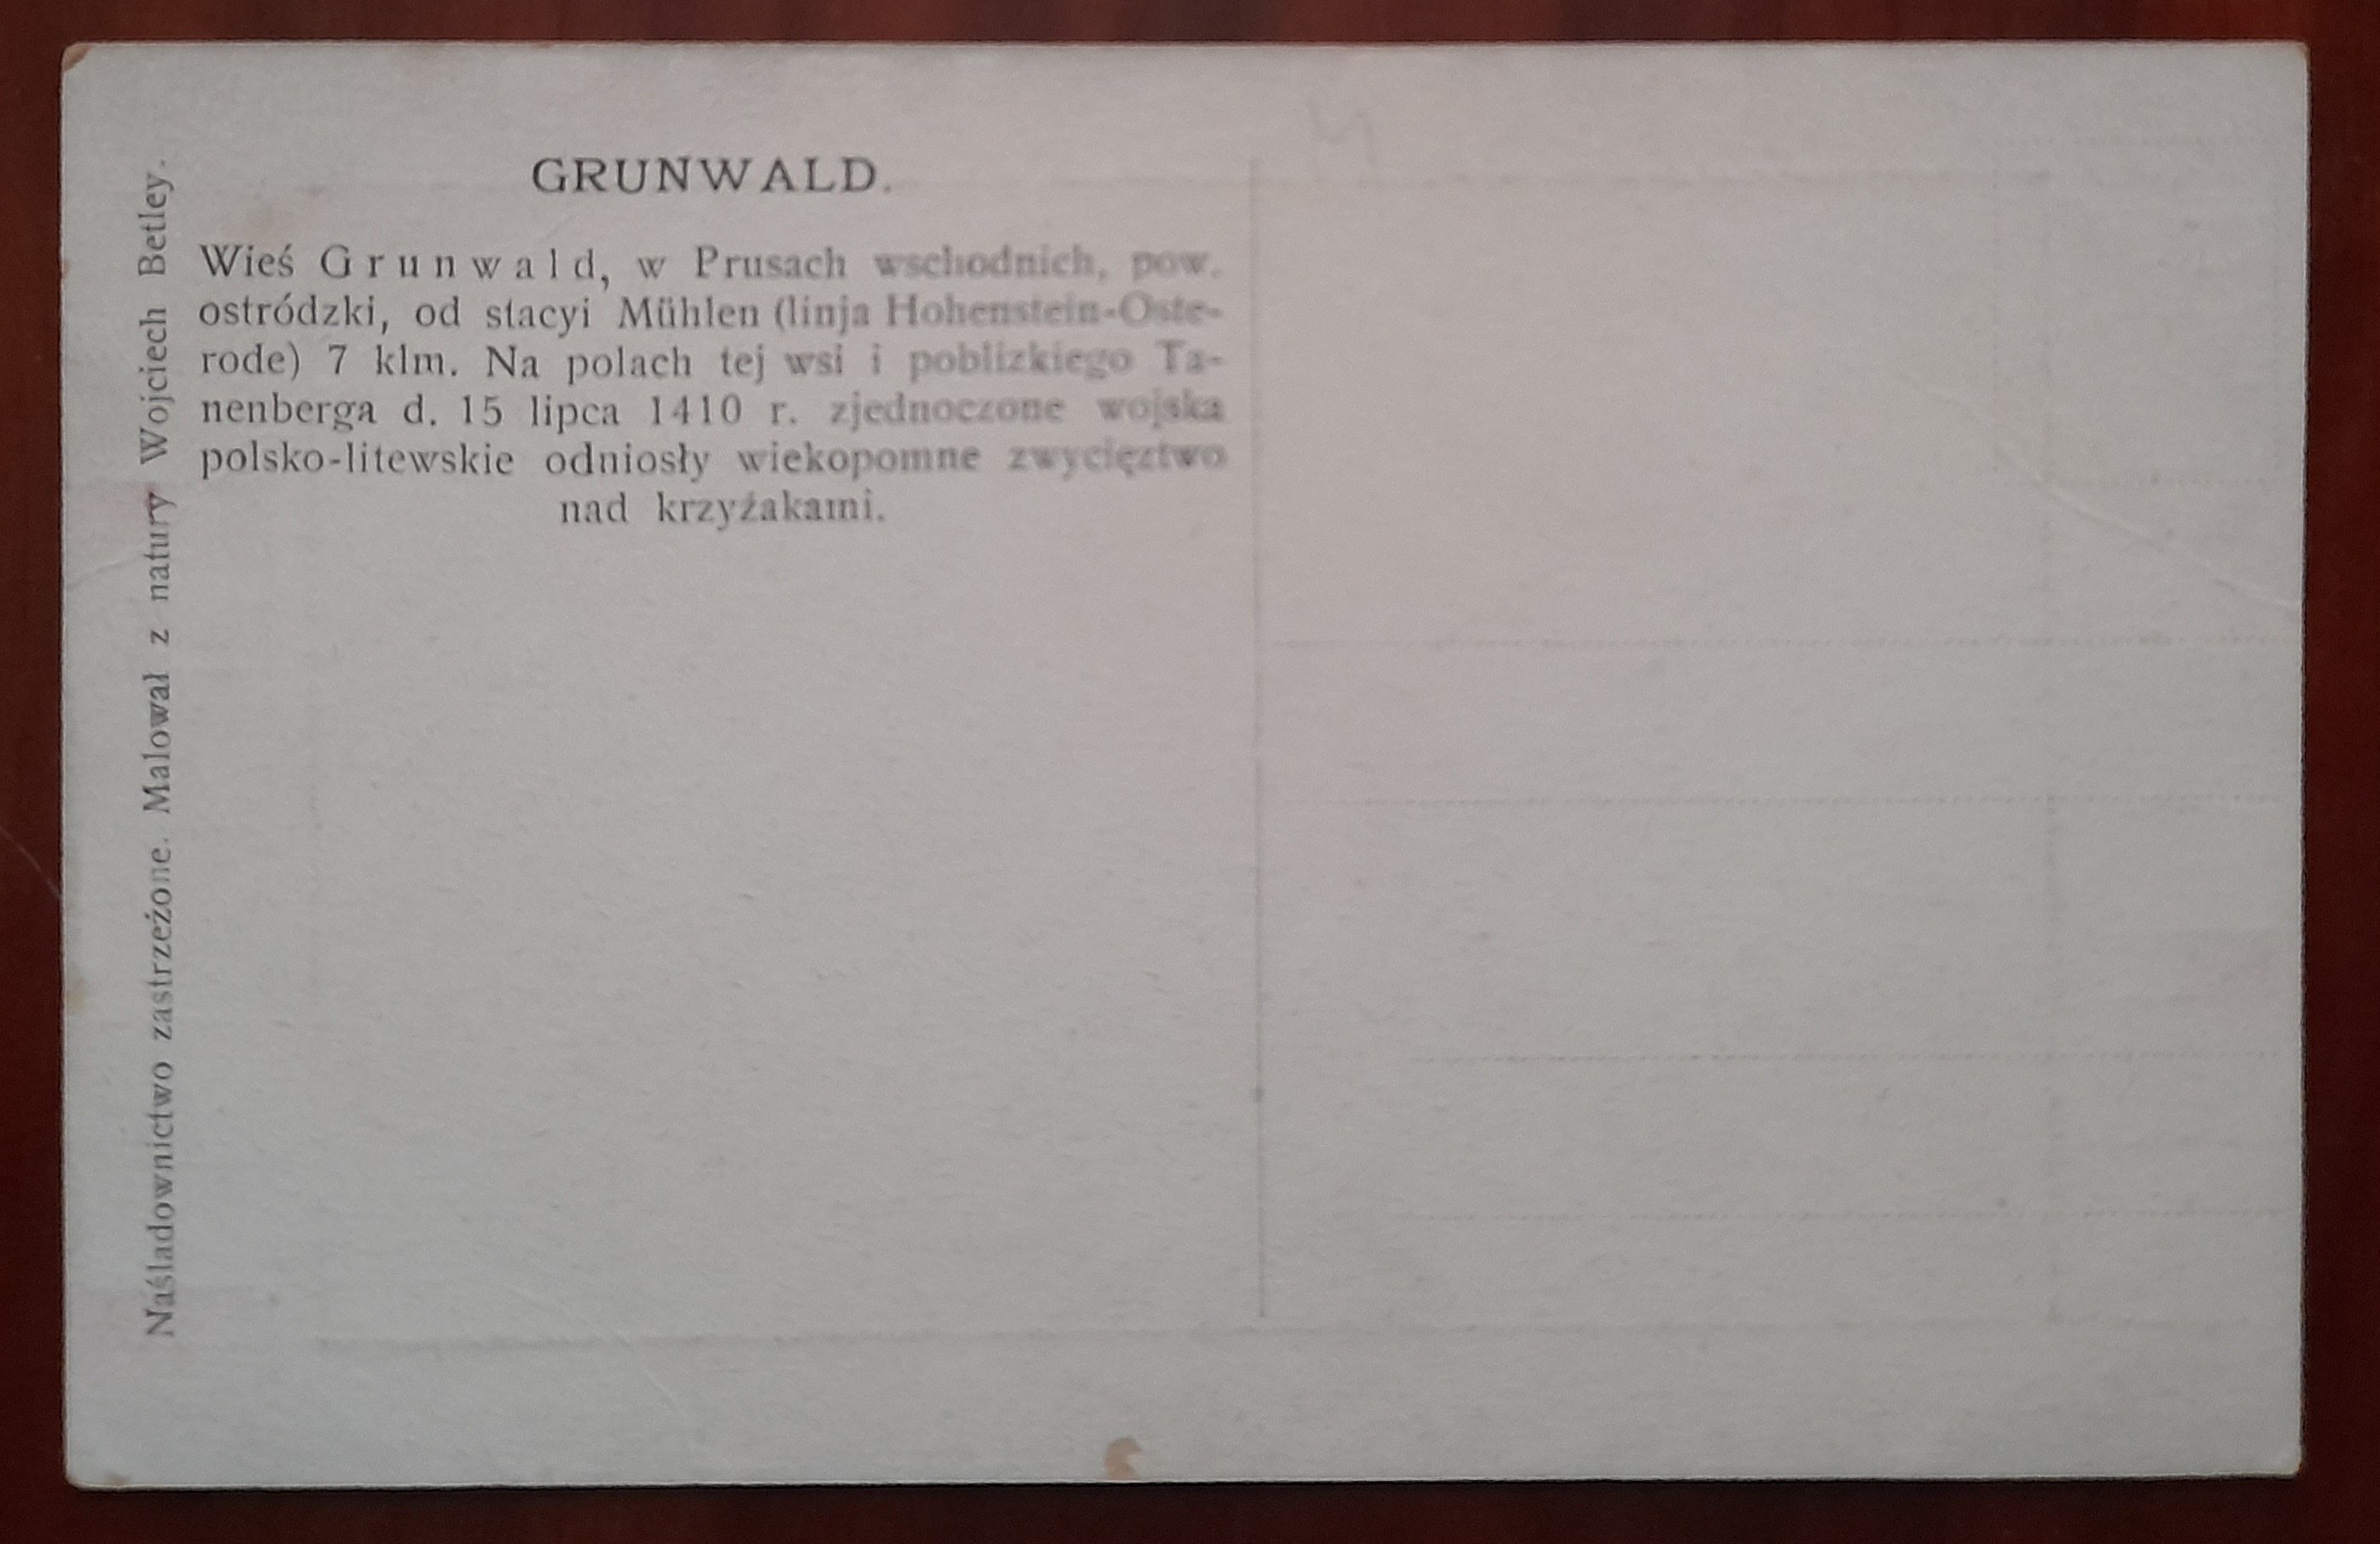 GRUNWALD.
Wieś Grunwald, w Prusach wschodnich, pow.
ostródzki, od stacyi Mühlen (linja Hohenstein-Oste-
rode) 7 klm. Na polach tej wsi i poblizkiego Ta-
nenberga d. 15 lipca 1410 r. zjednoczone wojska
polsko-litewskie odniosły wiekopomne zwycięztwo
nad krzyżakami.
Naśladownictwo zastrzeżone. Malował z natury Wojciech Betley.